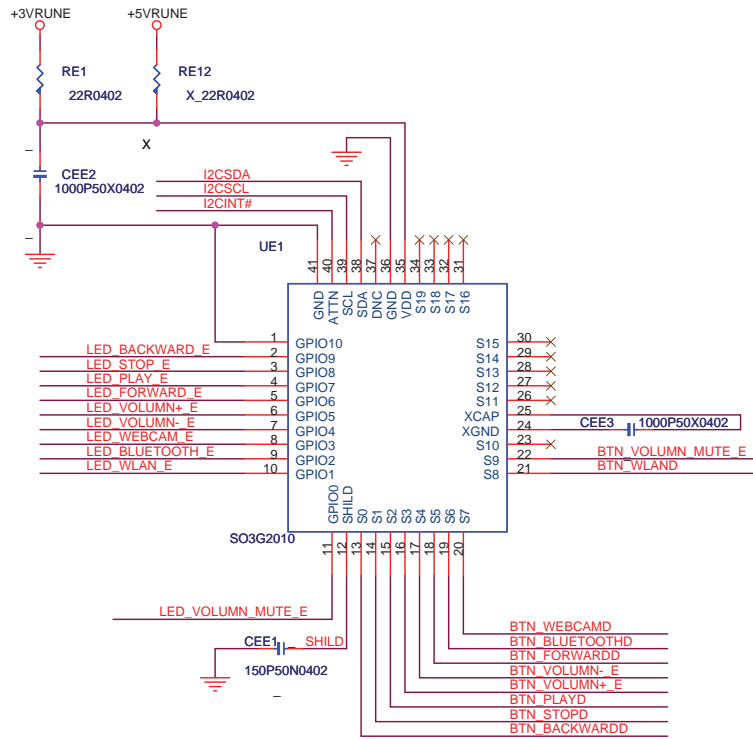 +3VRUNE +5VRUNE
RE1 RE12
22R0402 X_22R0402
X
CEE2
1000P50X0402
I2CSDA
I2CSCL
I2CINT#
UE1
41 40 39 38 37 36 35 34 33 32 31
GND ATTN SCL SDA DNC GND VDD S19 S18 S17 S16
1 GPIO10 S15 30
LED_BACKWARD_E 2 GPIO9 S14 29
LED_STOP_E 3 GPIO8 S13 28
LED_PLAY_E 4 GPIO7 S12 27
LED_FORWARD_E 5 GPIO6 S11 26
LED_VOLUMN+_E 6 GPIO5 XCAP 25
LED_VOLUMN-_E 7 GPIO4 XGND 24 CEE3 1000P50X0402
LED_WEBCAM_E 8 GPIO3 S10 23
LED_BLUETOOTH_E 9 GPIO2 S9 22 BTN_VOLUMN_MUTE_E
LED_WLAN_E 10 GPIO1 S8 21 BTN_WLAND
GPIO0 SHILD S0 S1 S2 S3 S4 S5 S6 S7
SO3G2010
11 12 13 14 15 16 17 18 19 20
LED_VOLUMN_MUTE_E
CEE1 SHILD
150P50N0402
BTN_WEBCAMD
BTN_BLUETOOTHD
BTN_FORWARDD
BTN_VOLUMN-_E
BTN_VOLUMN+_E
BTN_PLAYD
BTN_STOPD
BTN_BACKWARDD